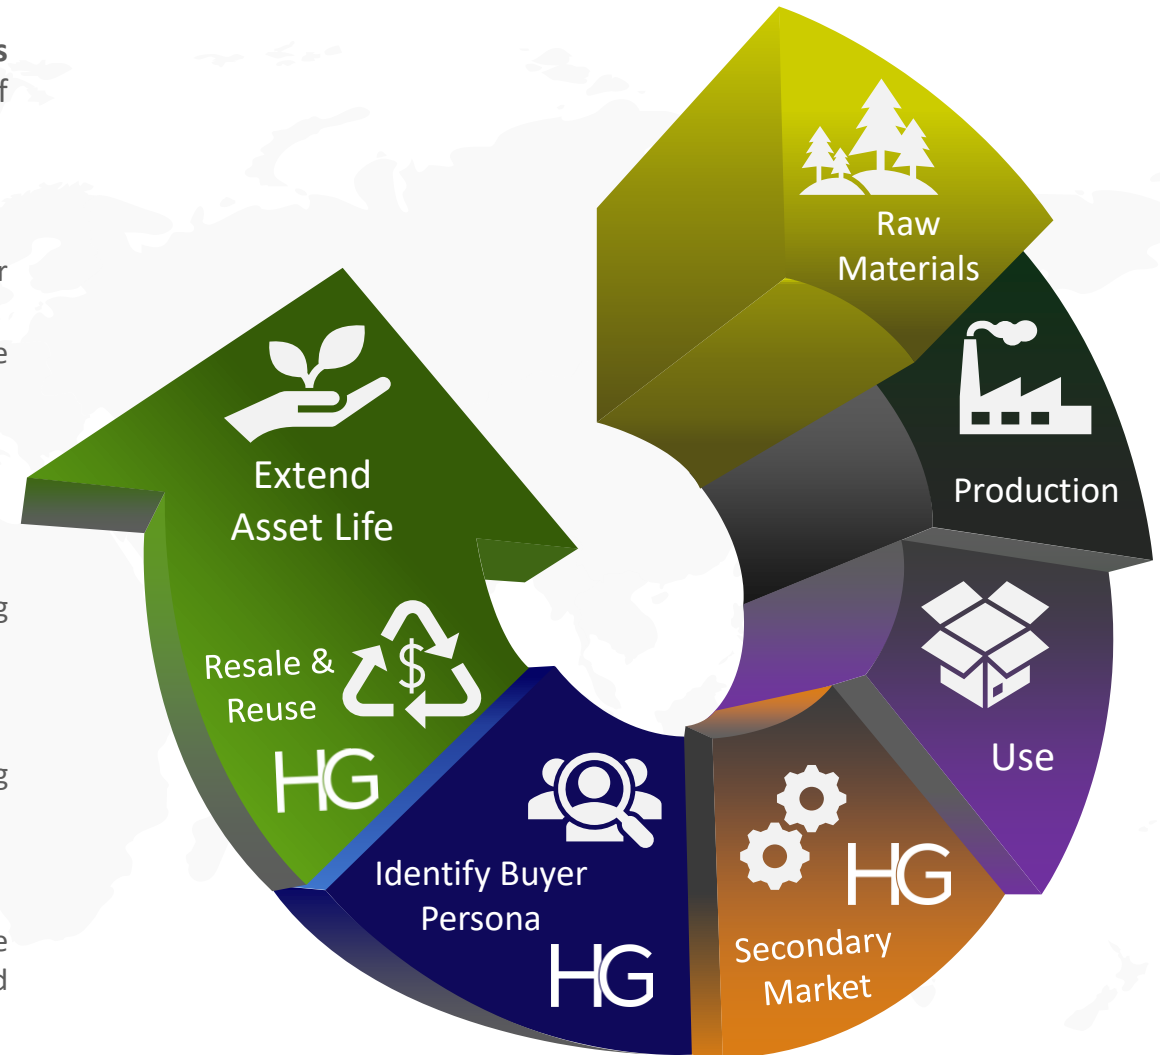 s
f
r
e
g
g
e
d
Raw
Materials
Production
Use
Secondary
Market
HG
Identify Buyer
Persona
HG
Resale &
Reuse
$
HG
Extend
Asset Life